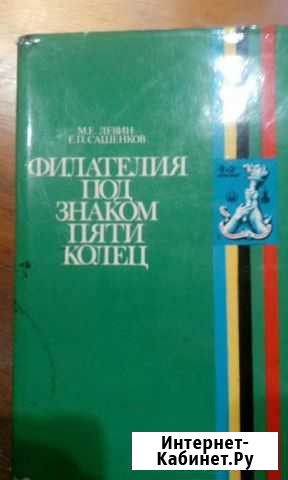 М.Е. ЛЕВИН
Е.П. САШЕНКОВ
ФИЛАТЕЛИЯ
ПОД
ЗНАКОМ
ПЯТИ
КОЛЕЦ
Интернет-
Кабинет.Ру